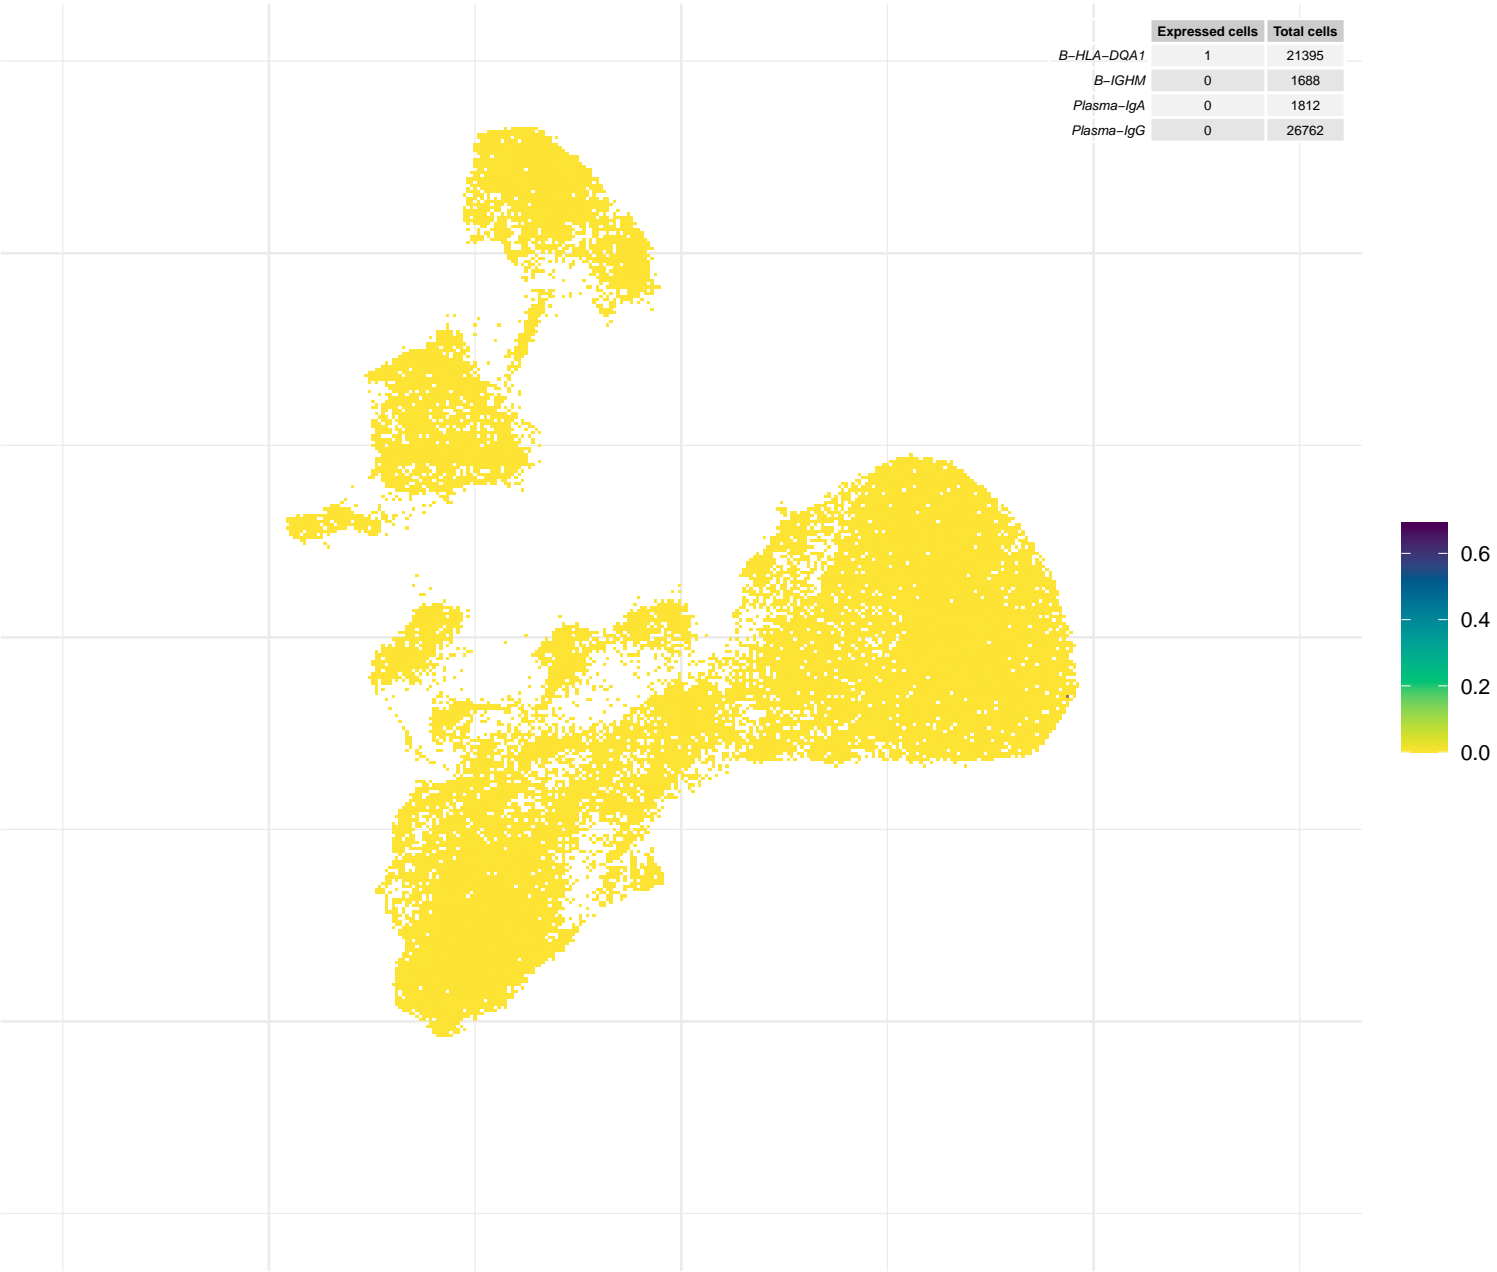 Expressed cells Total cells
B−HLA−DQA1 1 21395
B−IGHM 0 1688
Plasma−IgA 0 1812
Plasma−IgG 0 26762
0.6
0.4
0.2
0.0